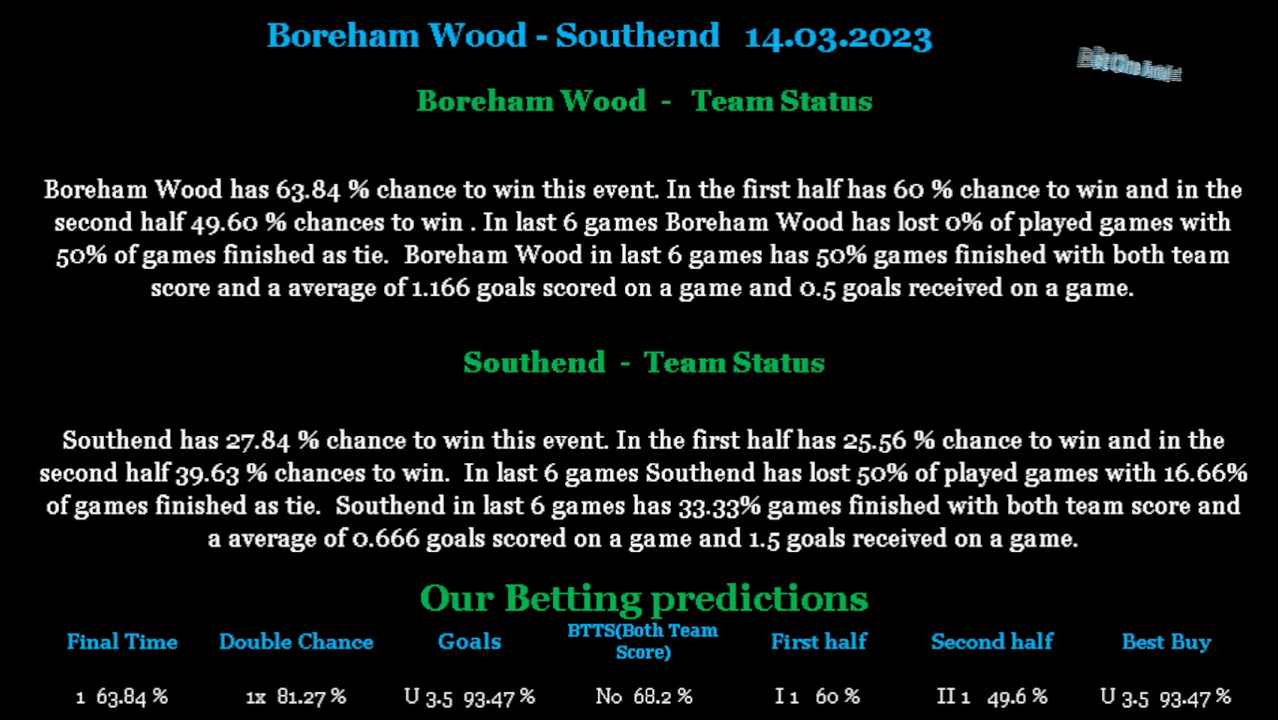 Boreham Wood - Southend 14.03.2023
Boreham Wood - Team Status
Boreham Wood has 63.84 % chance to win this event. In the first half has 60 % chance to win and in the
second half 49.60 % chances to win . In last 6 games Boreham Wood has lost 0% of played games with
50% of games finished as tie. Boreham Wood in last 6 games has 50% games finished with both team
score and a average of 1.166 goals scored on a game and 0.5 goals received on a game.
Southend - Team Status
Southend has 27.84 % chance to win this event. In the first half has 25.56 % chance to win and in the
second half 39.63 % chances to win. In last 6 games Southend has lost 50% of played games with 16.66%
of games finished as tie. Southend in last 6 games has 33.33% games finished with both team score and
a average of 0.666 goals scored on a game and 1.5 goals received on a game.
Our Betting predictions
Final Time Double Chance Goals BTTS(Both Team Score) First half Second half Best Buy
1 63.84 % 1x 81.27 % U 3.5 93.47 % No 68.2 % I 1 60 % II 1 49.6 % U 3.5 93.47 %